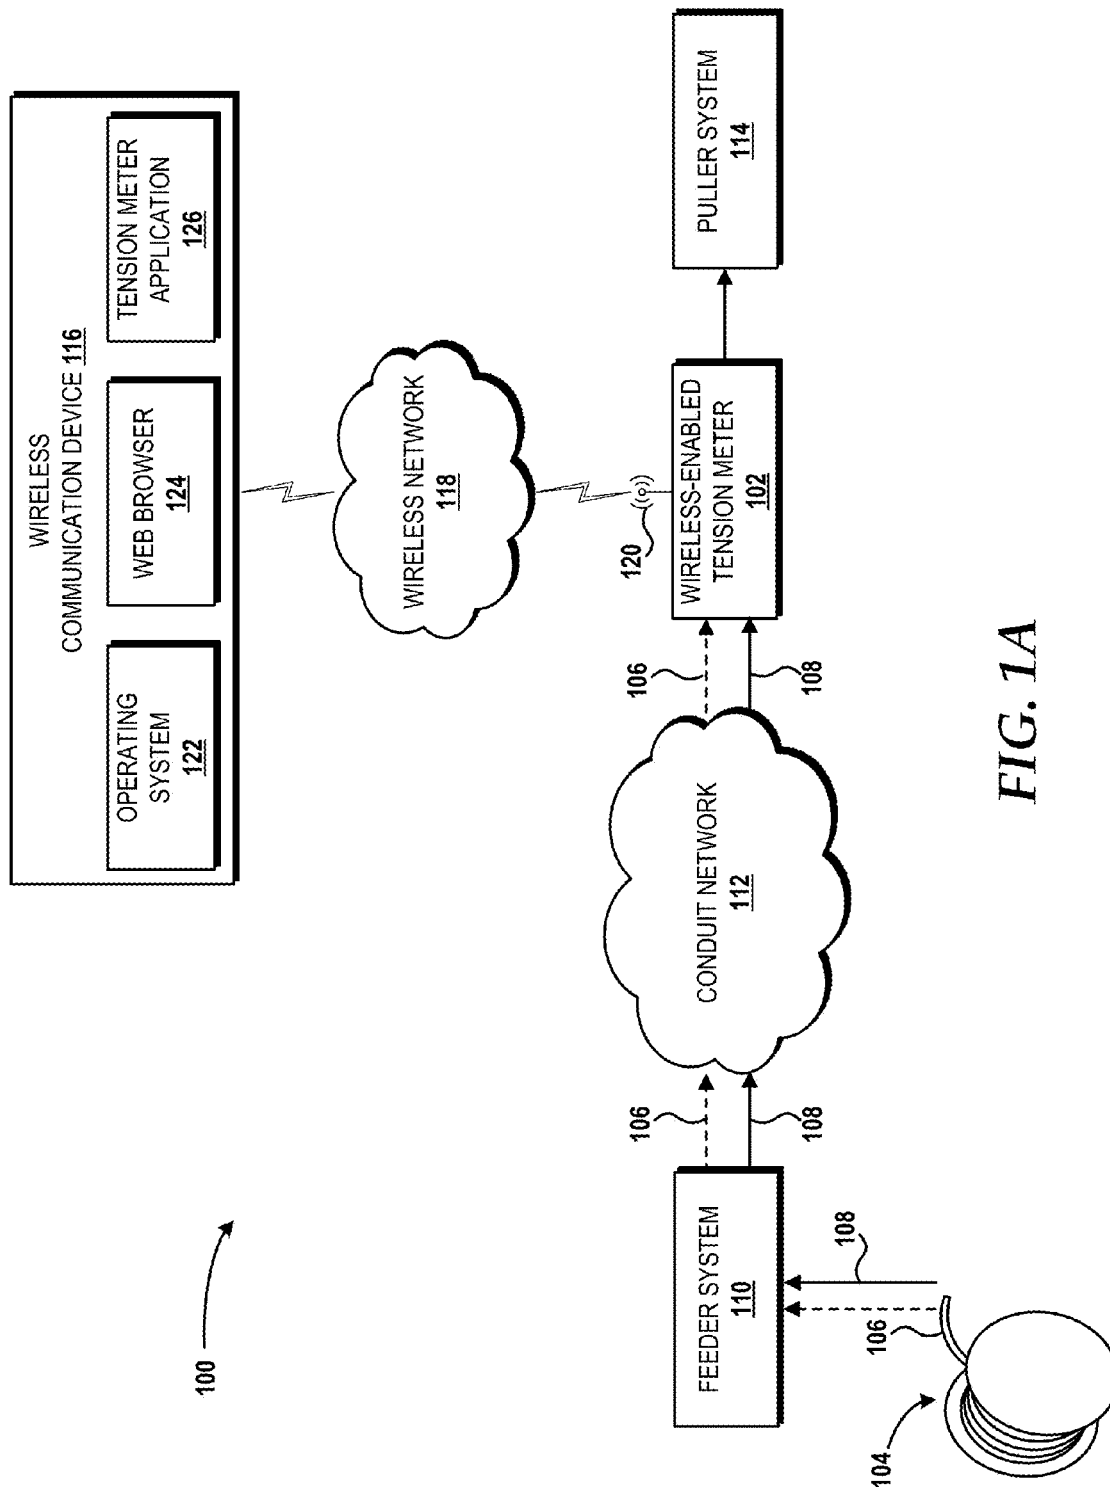 WIRELESS
COMMUNICATION DEVICE 116
OPERATING
SYSTEM
122
WEB BROWSER
124
TENSION METER
APPLICATION
126
100
WIRELESS NETWORK
118
120
106
106
FEEDER SYSTEM
110
CONDUIT NETWORK
112
WIRELESS-ENABLED
TENSION METER
102
PULLER SYSTEM
114
108
108
108
106
104
FIG. 1A